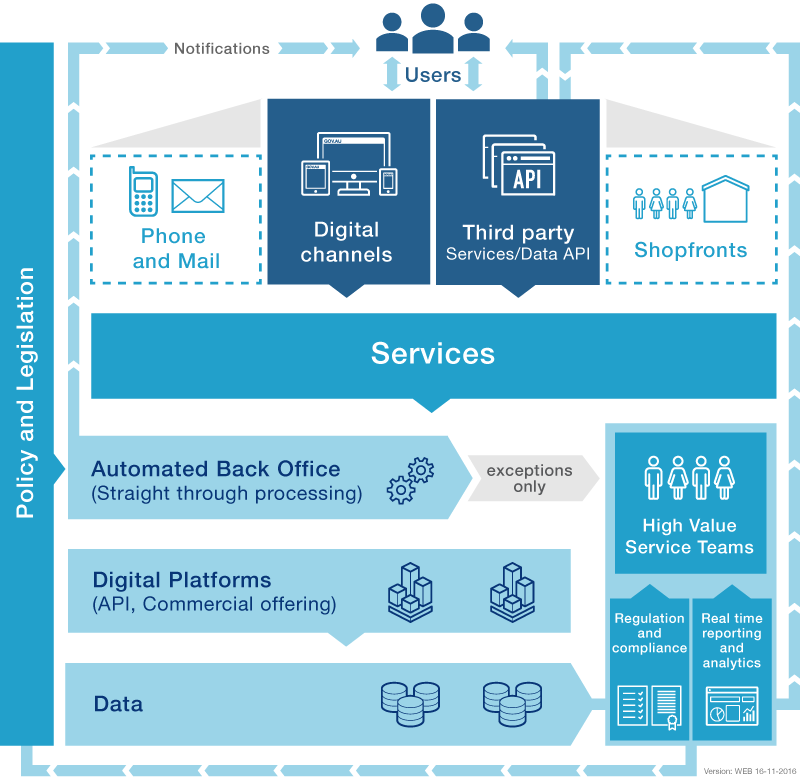 Notifications
Users
GOV.AU
GOV.AU
API
Phone
and Mail
Digital
channels
Third party
Services/Data API
Shopfronts
Policy and Legislation
Services
Automated Back Office
(Straight through processing)
exceptions
only
High Value
Service Teams
Digital Platforms
(API, Commercial offering)
Regulation
and
compliance
Real time
reporting
and
analytics
Data
Version: WEB 16-11-2016